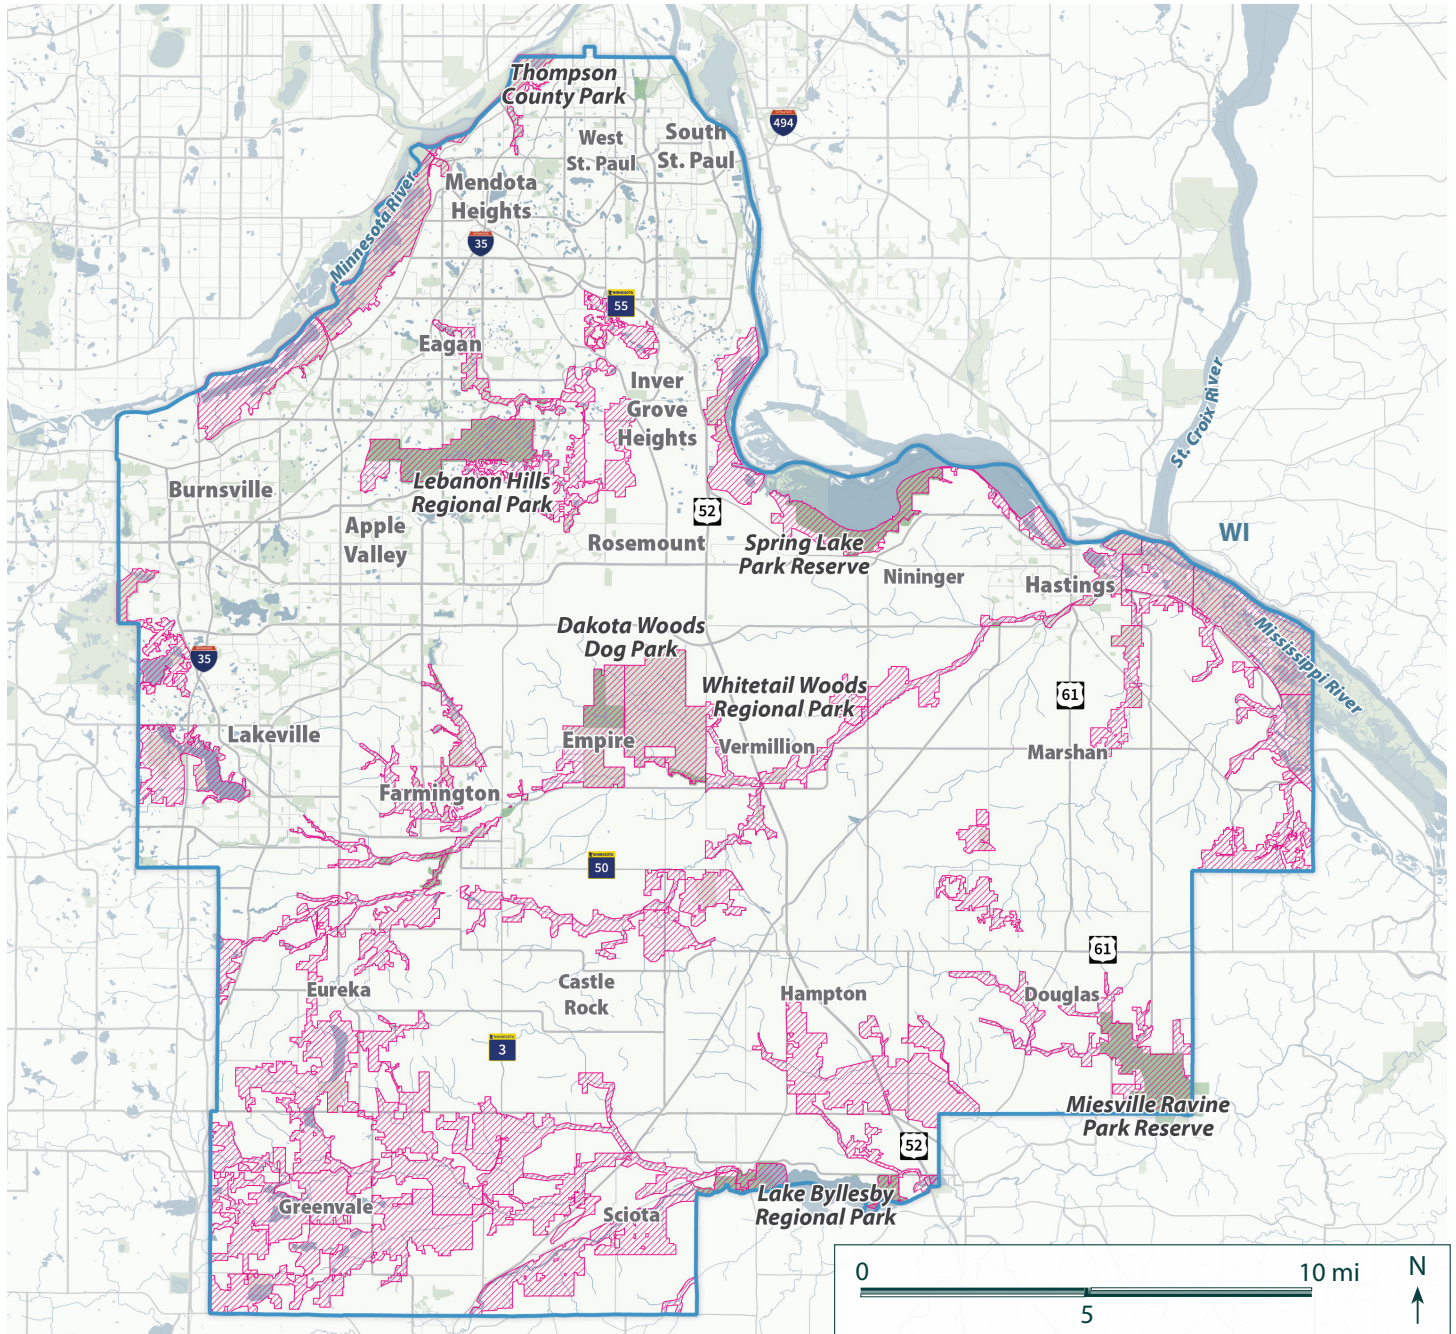 Thompson
County Park
494
West
St. Paul
South
St. Paul
Mendota
Heights
Minnesota River
35
MINNESOTA
55
Eagan
Inver
Grove
Heights
St. Croix River
Lebanon Hills
Regional Park
Burnsville
Apple
Valley
52
Rosemount
Spring Lake
Park Reserve
WI
Nininger
Hastings
Dakota Woods
Dog Park
Mississippi River
35
Whitetail Woods
Regional Park
61
Lakeville
Empire
Vermillion
Marshan
Farmington
MINNESOTA
50
61
Castle
Rock
Eureka
Hampton
Douglas
MINNESOTA
3
Miesville Ravine
Park Reserve
52
Greenvale
Sciota
Lake Byllesby
Regional Park
0
10 mi
5
N